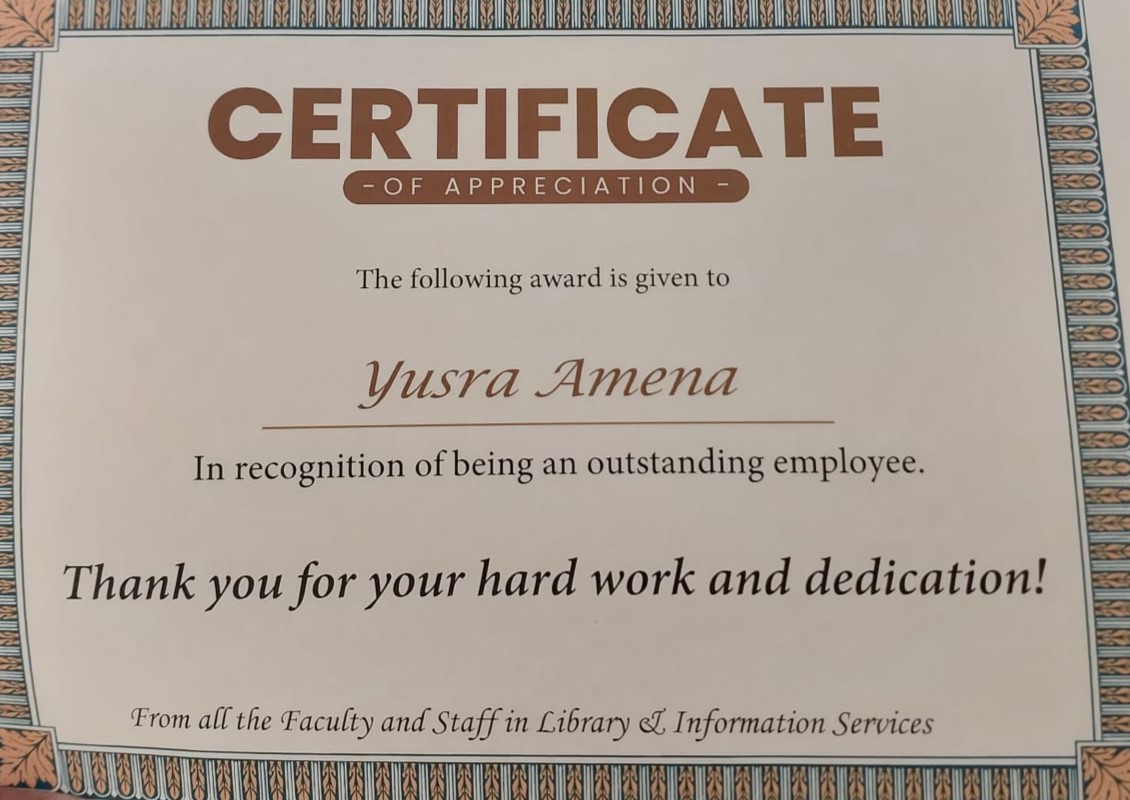 CERTIFICATE
-OF APPRECIATION -
The following award is given to
Yusra Amena
In recognition of being an outstanding employee.
Thank you for your hard work and dedication!
From all the Faculty and Staff in Library & Information Services